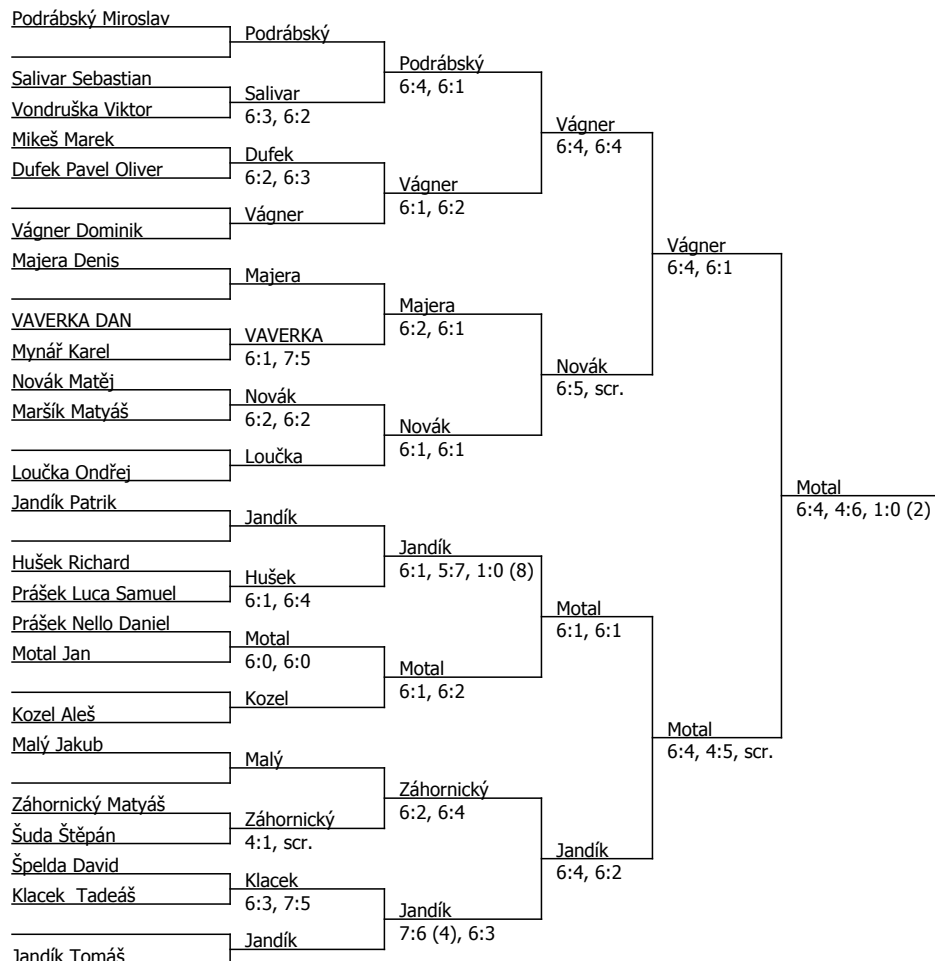 Podrábský Miroslav
Podrábský
Podrábský
6:4, 6:1
Salivar Sebastian
Salivar
6:3, 6:2
Vondruška Viktor
Vágner
6:4, 6:4
Mikeš Marek
Dufek
6:2, 6:3
Dufek Pavel Oliver
Vágner
6:1, 6:2
Vágner
Vágner Dominik
Vágner
6:4, 6:1
Majera Denis
Majera
Majera
6:2, 6:1
VAVERKA DAN
VAVERKA
6:1, 7:5
Mynář Karel
Novák
6:5, scr.
Novák Matěj
Novák
6:2, 6:2
Maršík Matyáš
Novák
6:1, 6:1
Loučka
Loučka Ondřej
Motal
6:4, 4:6, 1:0 (2)
Jandík Patrik
Jandík
Jandík
6:1, 5:7, 1:0 (8)
Hušek Richard
Hušek
6:1, 6:4
Prášek Luca Samuel
Motal
6:1, 6:1
Prášek Nello Daniel
Motal
6:0, 6:0
Motal Jan
Motal
6:1, 6:2
Kozel
Kozel Aleš
Motal
6:4, 4:5, scr.
Malý Jakub
Malý
Záhornický
6:2, 6:4
Záhornický Matyáš
Záhornický
4:1, scr.
Šuda Štěpán
Jandík
6:4, 6:2
Špelda David
Klacek
6:3, 7:5
Klacek  Tadeáš
Jandík
7:6 (4), 6:3
Jandík
Jandík Tomáš